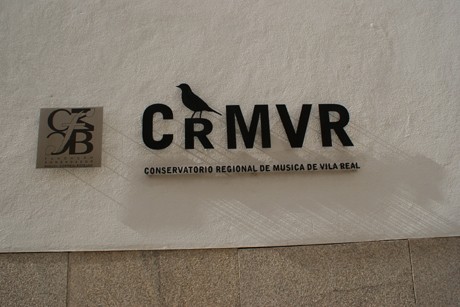 CRMVR
CONSERVATORIO REGIONAL DE MUSICA DE VILA REAL